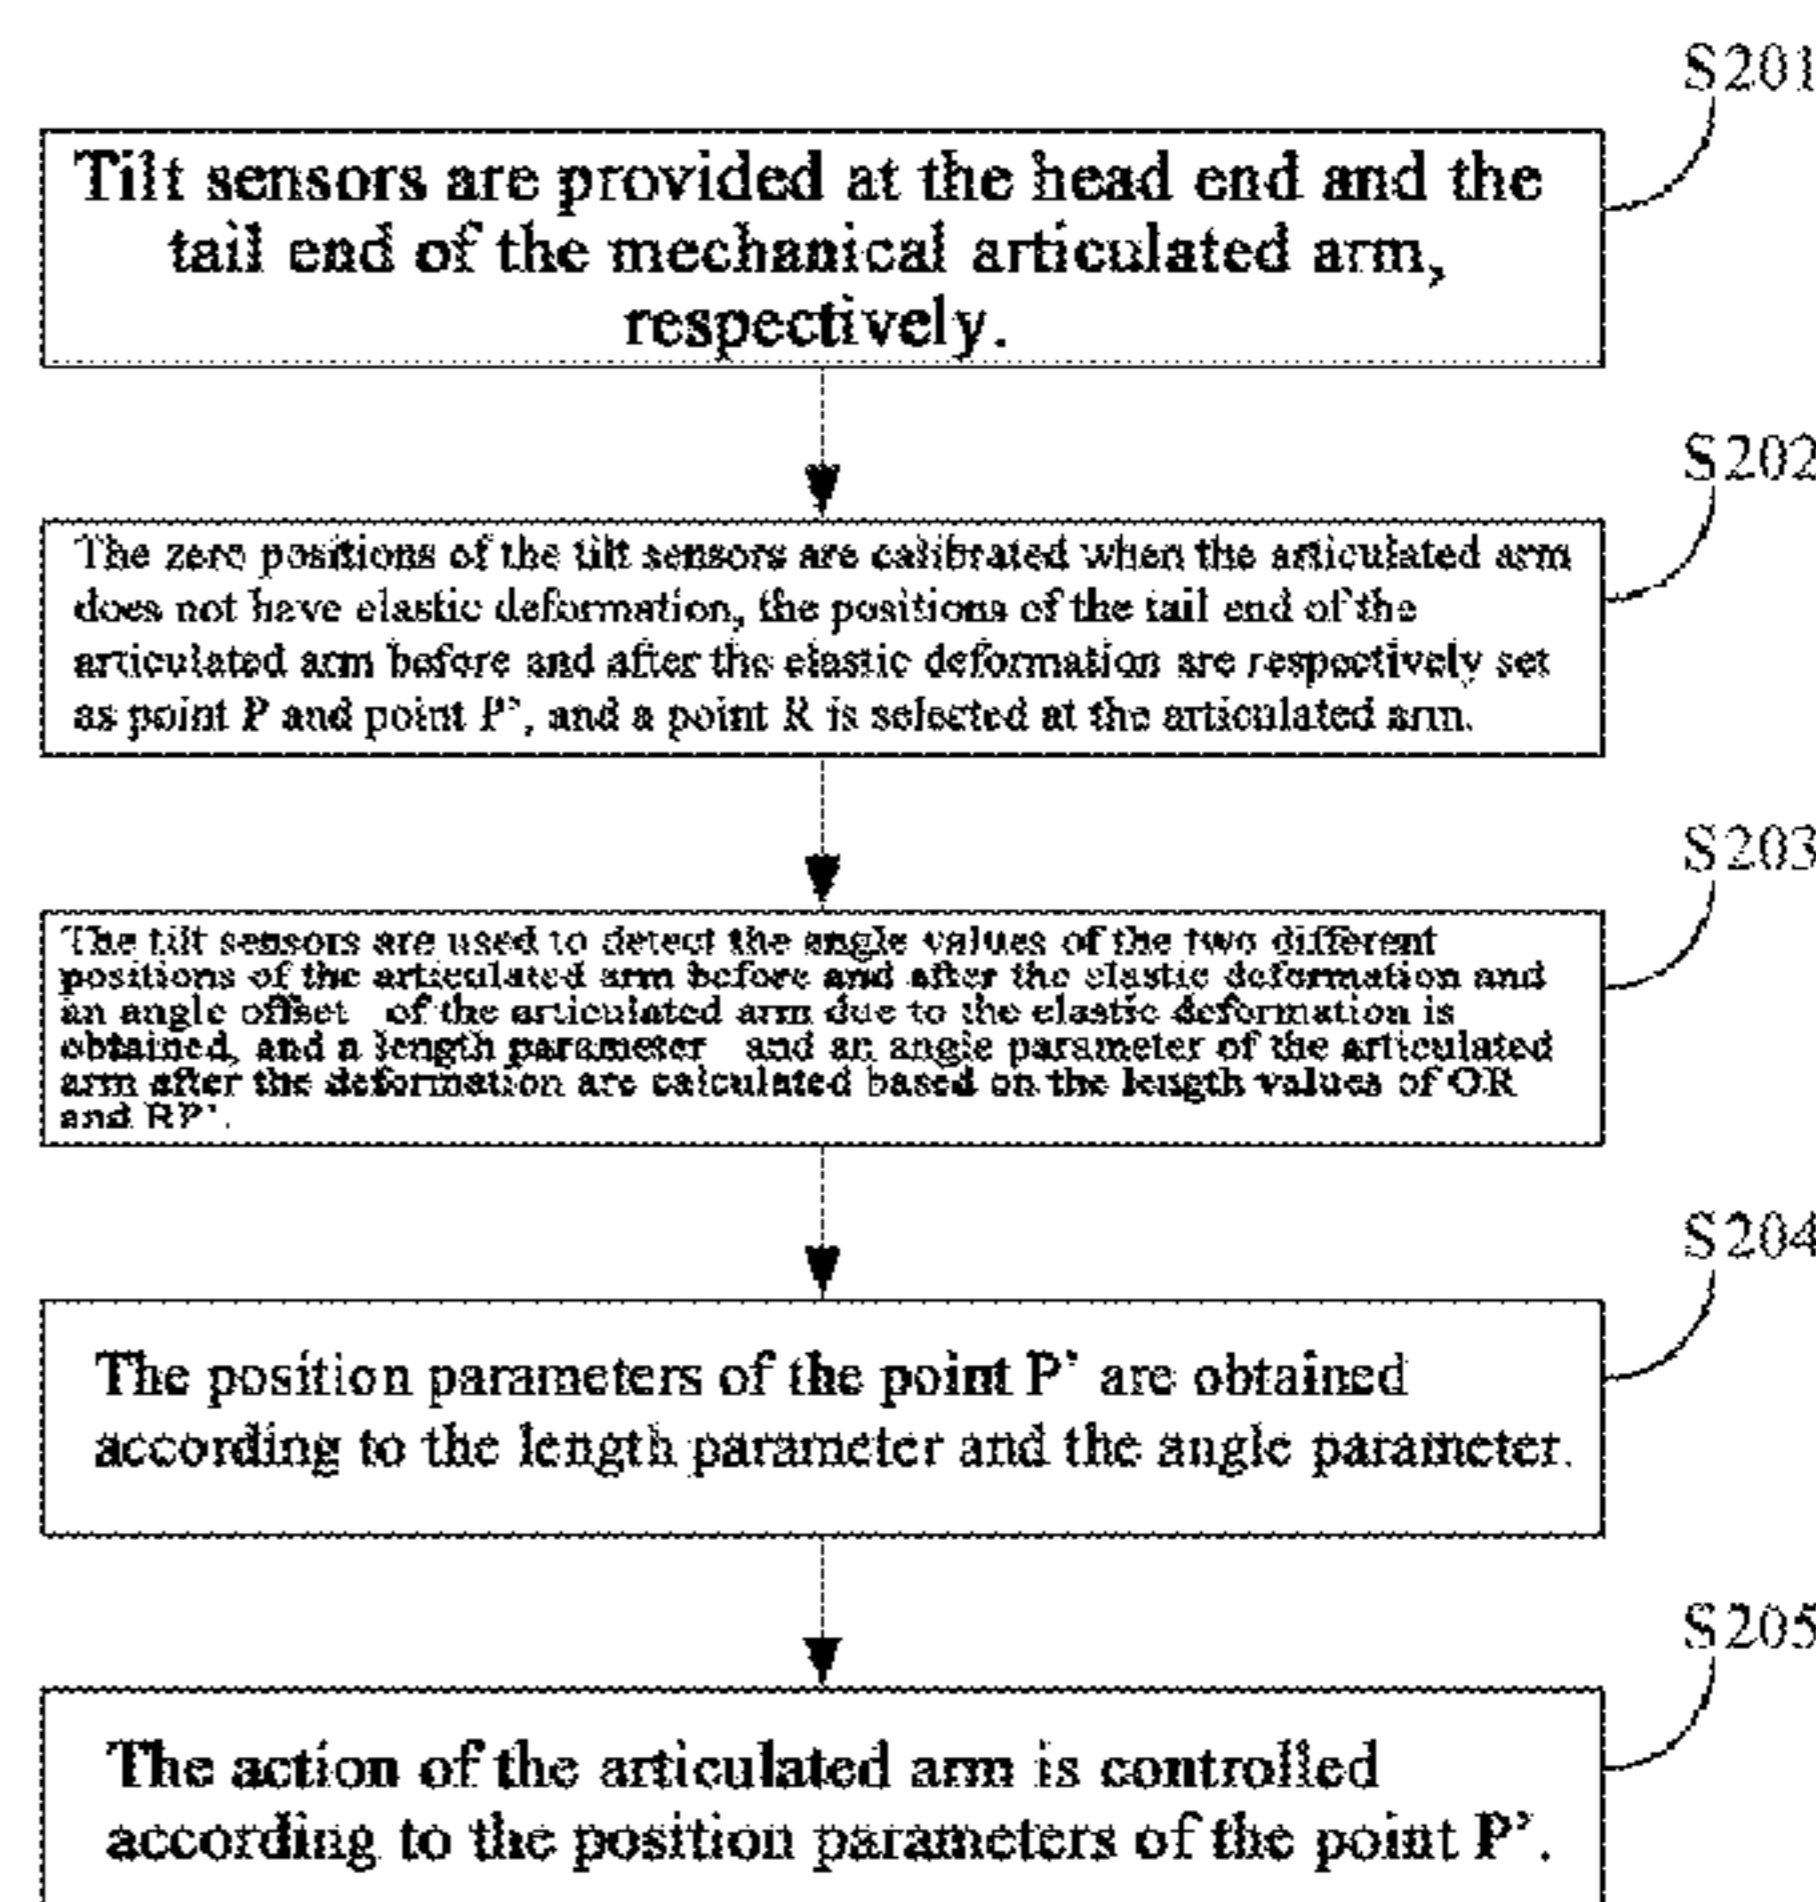 S201
Tilt sensors are provided at the head end and the
tail end of the mechanical articulated arm,
respectively.
S202
The zero positions of the tilt sensors are calibrated when the articulated arm
does not have elastic deformation, the positions of the tail end of the
articulated arm before and after the elastic deformation are respectively set
as point P and point P', and a point R is selected at the articulated arm.
S203
The tilt sensors are used to detect the angle values of the two different
positions of the articulated arm before and after the elastic deformation and
an angle offset of the articulated arm due to the elastic deformation is
obtained, and a length parameter and an angle parameter of the articulated
arm after the deformation are calculated based on the length values of OR
and RP'.
S204
The position parameters of the point P' are obtained
according to the length parameter and the angle parameter.
S205
The action of the articulated arm is controlled
according to the position parameters of the point P'.